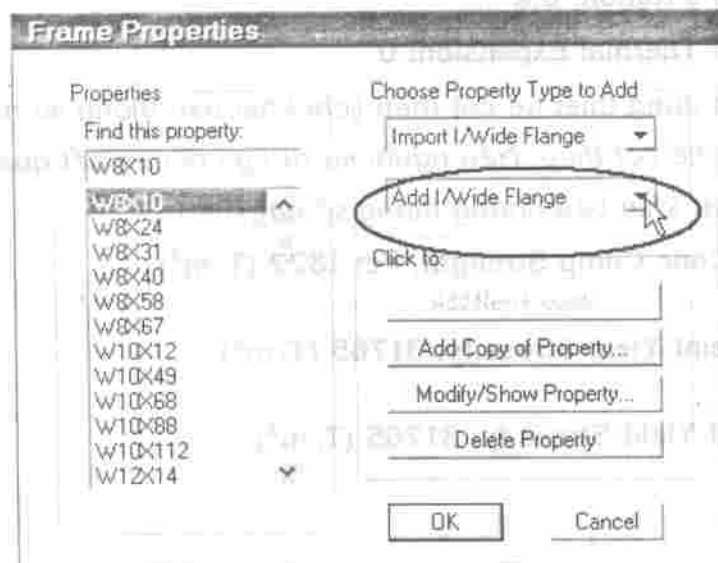 Frame Properties
Properties
Find this property:
W8X10
W8X10
W8X24
W8X31
W8X40
W8X58
W8X67
W10X12
W10X49
W10X68
W10X88
W10X112
W12X14
Choose Property Type to Add
Import I/Wide Flange
Add I/Wide Flange
Click to:
Add Copy of Property...
Modify/Show Property...
Delete Property
OK
Cancel